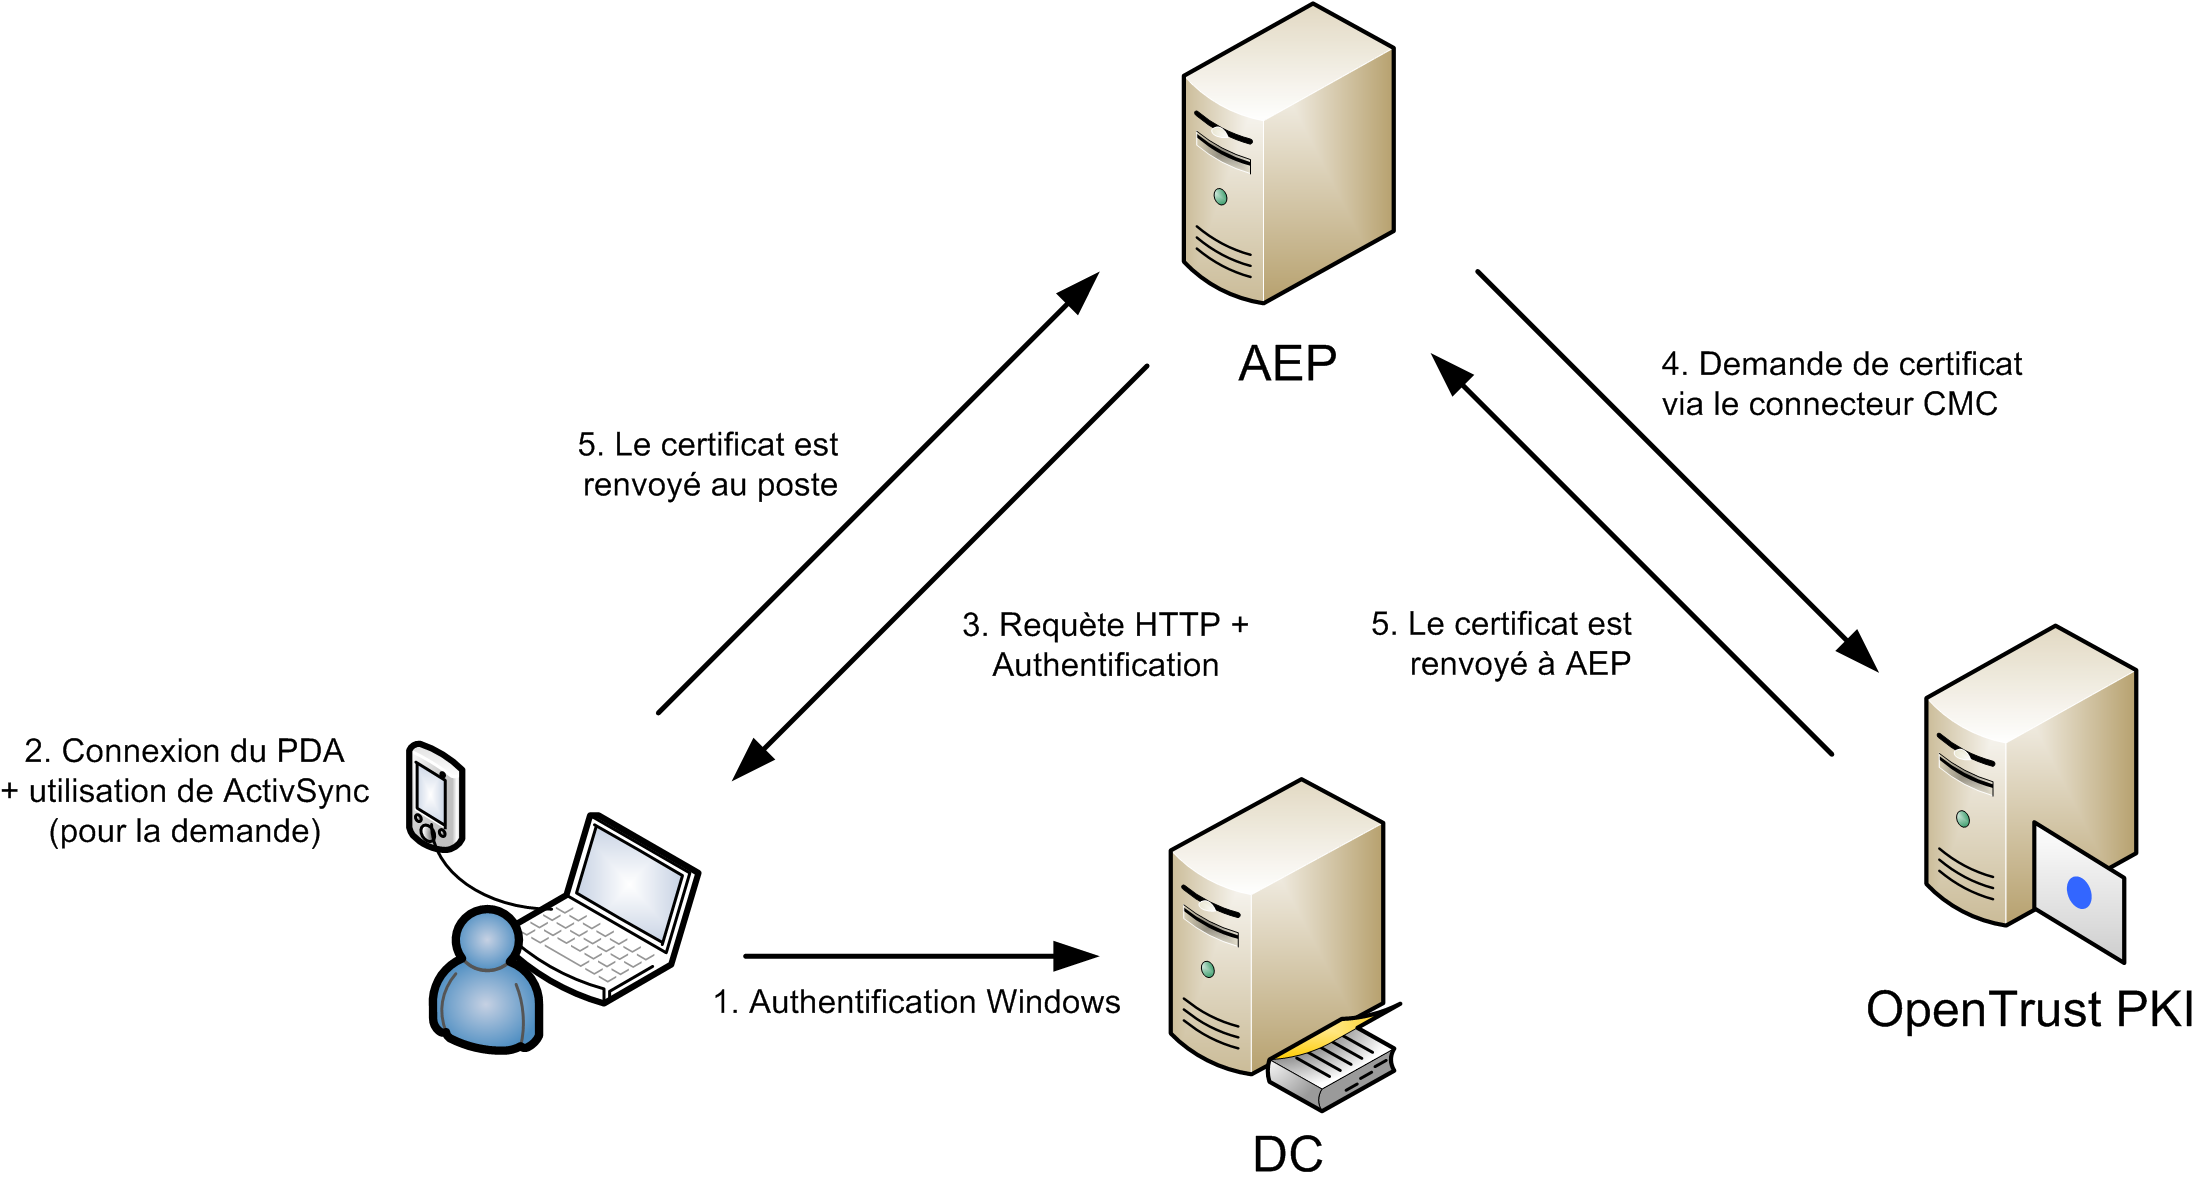 AEP
4. Demande de certificat
via le connecteur CMC
5. Le certificat est
renvoyé au poste
3. Requète HTTP +
Authentification
5. Le certificat est
renvoyé à AEP
2. Connexion du PDA
+ utilisation de ActivSync
(pour la demande)
1. Authentification Windows
OpenTrust PKI
DC